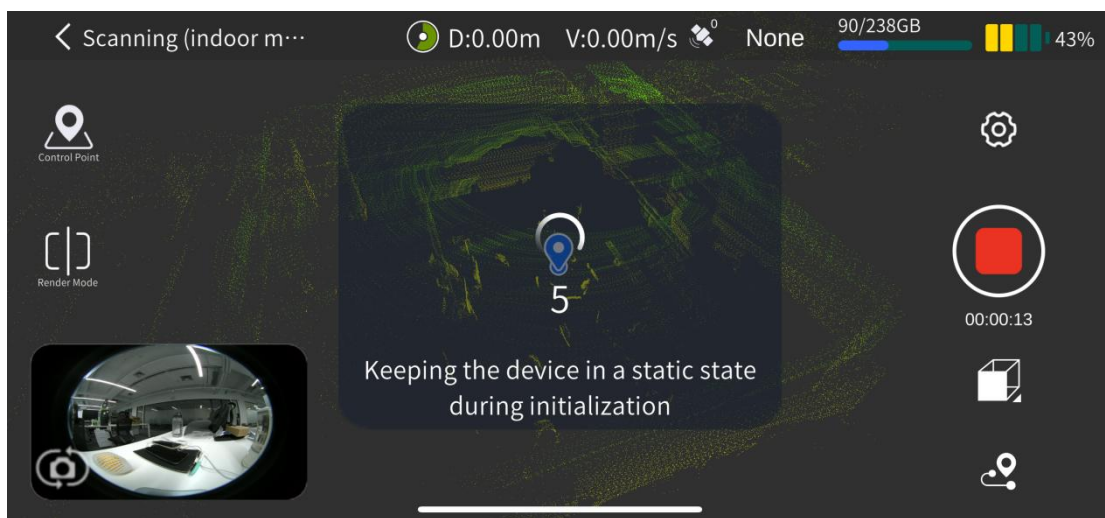 Scanning (indoor m···
D:0.00m V:0.00m/s 0 None 90/238GB 43%
Control Point
Render Mode
5
Keeping the device in a static state
during initialization
00:00:13